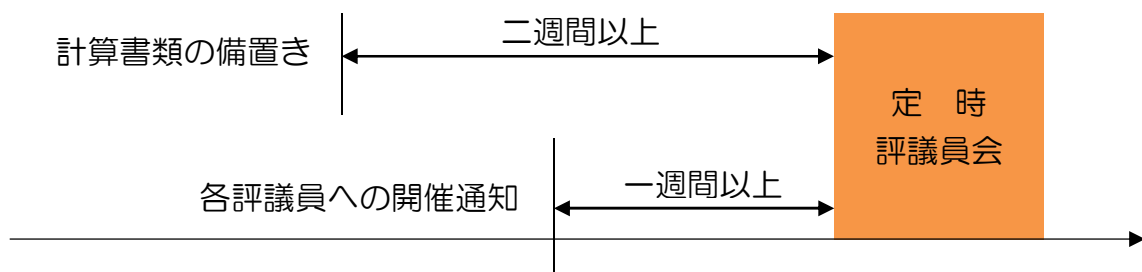 二週間以上
計算書類の備置き
定　時
評議員会
一週間以上
各評議員への開催通知